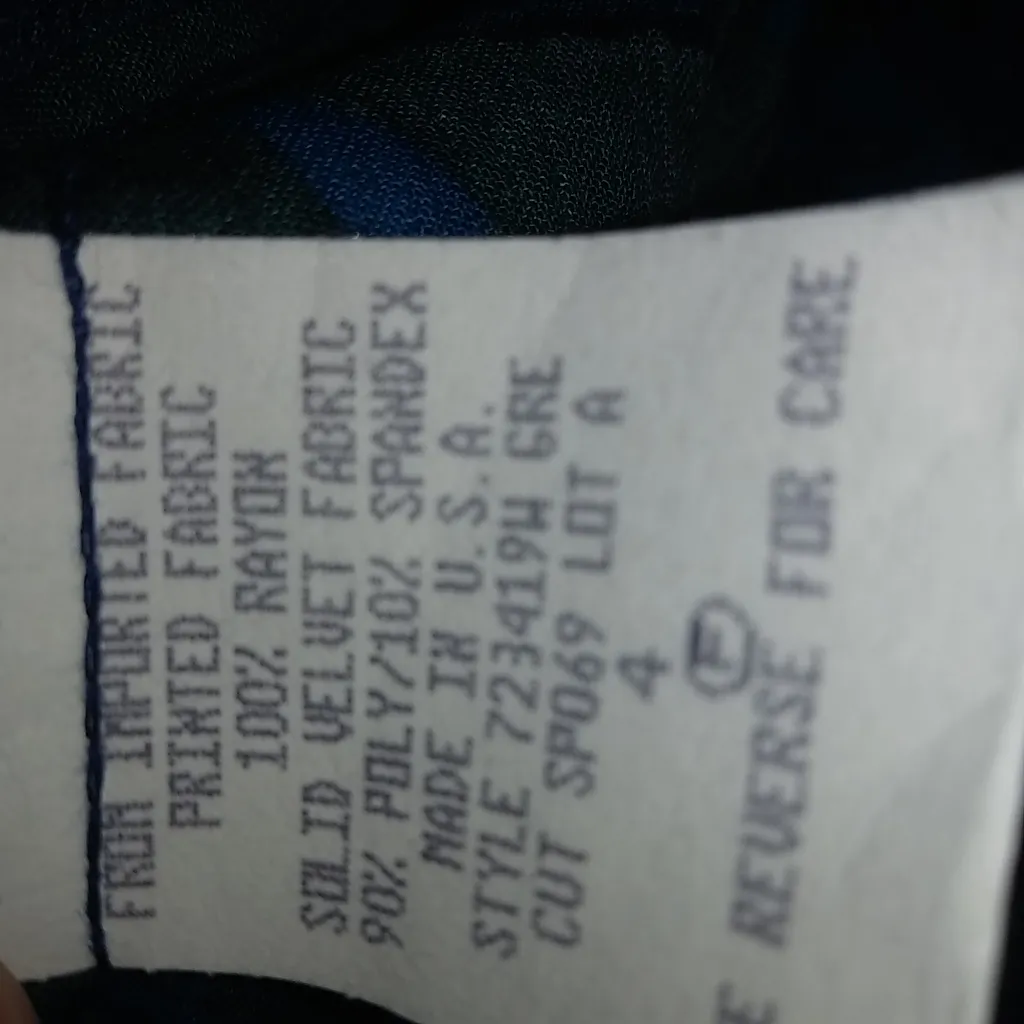 FROM IMPORTED FABRIC
PRINTED FABRIC
100% RAYON
SOLID VELVET FABRIC
90% POLY/10% SPANDEX
MADE IN U.S.A.
STYLE 723419W GRE
CUT SP069 LOT A
4
F
REVERSE FOR CARE